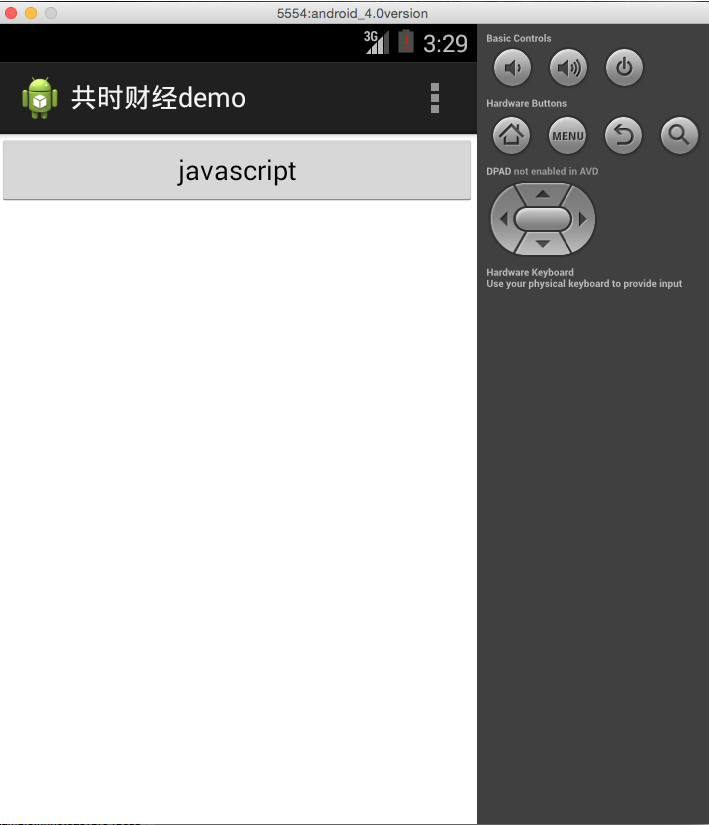 5554:android_4.0version
3G
3:29
共时财经demo
javascript
Basic Controls
Hardware Buttons
MENU
DPAD not enabled in AVD
Hardware Keyboard
Use your physical keyboard to provide input